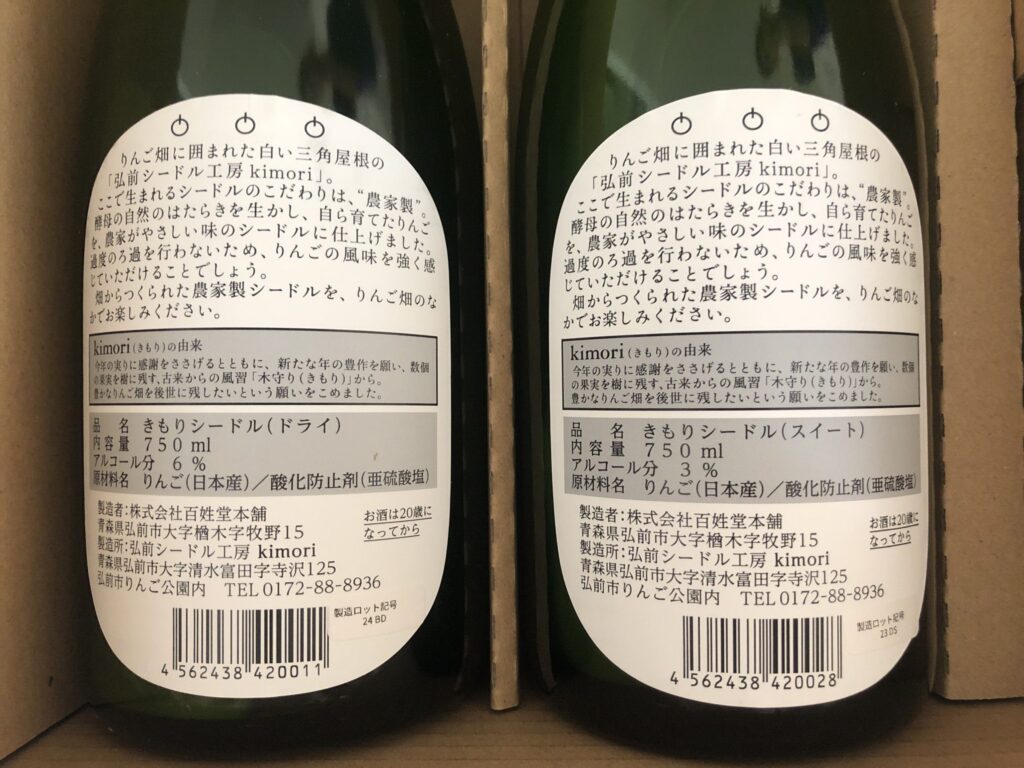 りんご畑に囲まれた白い三角屋根の
「弘前シードル工房kimori」。
ここで生まれるシードルのこだわりは、“農家製”。
酵母の自然のはたらきを生かし、自ら育てたりんご
を、農家がやさしい味のシードルに仕上げました。
過度のろ過を行わないため、りんごの風味を強く感
じていただけることでしょう。
畑からつくられた農家製シードルを、りんご畑のな
かでお楽しみください。
kimori(きもり)の由来
今年の実りに感謝をささげるとともに、新たな年の豊作を願い、数個
の果実を樹に残す、古来からの風習「木守り(きもり)」から。
豊かなりんご畑を後世に残したいという願いをこめました。
品 名 きもりシードル(ドライ)
内容量 750 ml
アルコール分 6 %
原材料名 りんご(日本産)/酸化防止剤(亜硫酸塩)
製造者:株式会社百姓堂本舗
青森県弘前市大字楢木字牧野15
製造所:弘前シードル工房 kimori
青森県弘前市大字清水富田字寺沢125
弘前市りんご公園内 TEL 0172-88-8936
お酒は20歳に
なってから
製造ロット記号
24 BD
4 562438 420011
りんご畑に囲まれた白い三角屋根の
「弘前シードル工房kimori」。
ここで生まれるシードルのこだわりは、“農家製”。
酵母の自然のはたらきを生かし、自ら育てたりんご
を、農家がやさしい味のシードルに仕上げました。
過度のろ過を行わないため、りんごの風味を強く感
じていただけることでしょう。
畑からつくられた農家製シードルを、りんご畑のな
かでお楽しみください。
kimori(きもり)の由来
今年の実りに感謝をささげるとともに、新たな年の豊作を願い、数個
の果実を樹に残す、古来からの風習「木守り(きもり)」から。
豊かなりんご畑を後世に残したいという願いをこめました。
品 名 きもりシードル(スイート)
内容量 750 ml
アルコール分 3 %
原材料名 りんご(日本産)/酸化防止剤(亜硫酸塩)
製造者:株式会社百姓堂本舗
青森県弘前市大字楢木字牧野15
製造所:弘前シードル工房 kimori
青森県弘前市大字清水富田字寺沢125
弘前市りんご公園内 TEL 0172-88-8936
お酒は20歳に
なってから
製造ロット記号
23 DS
4 562438 420028